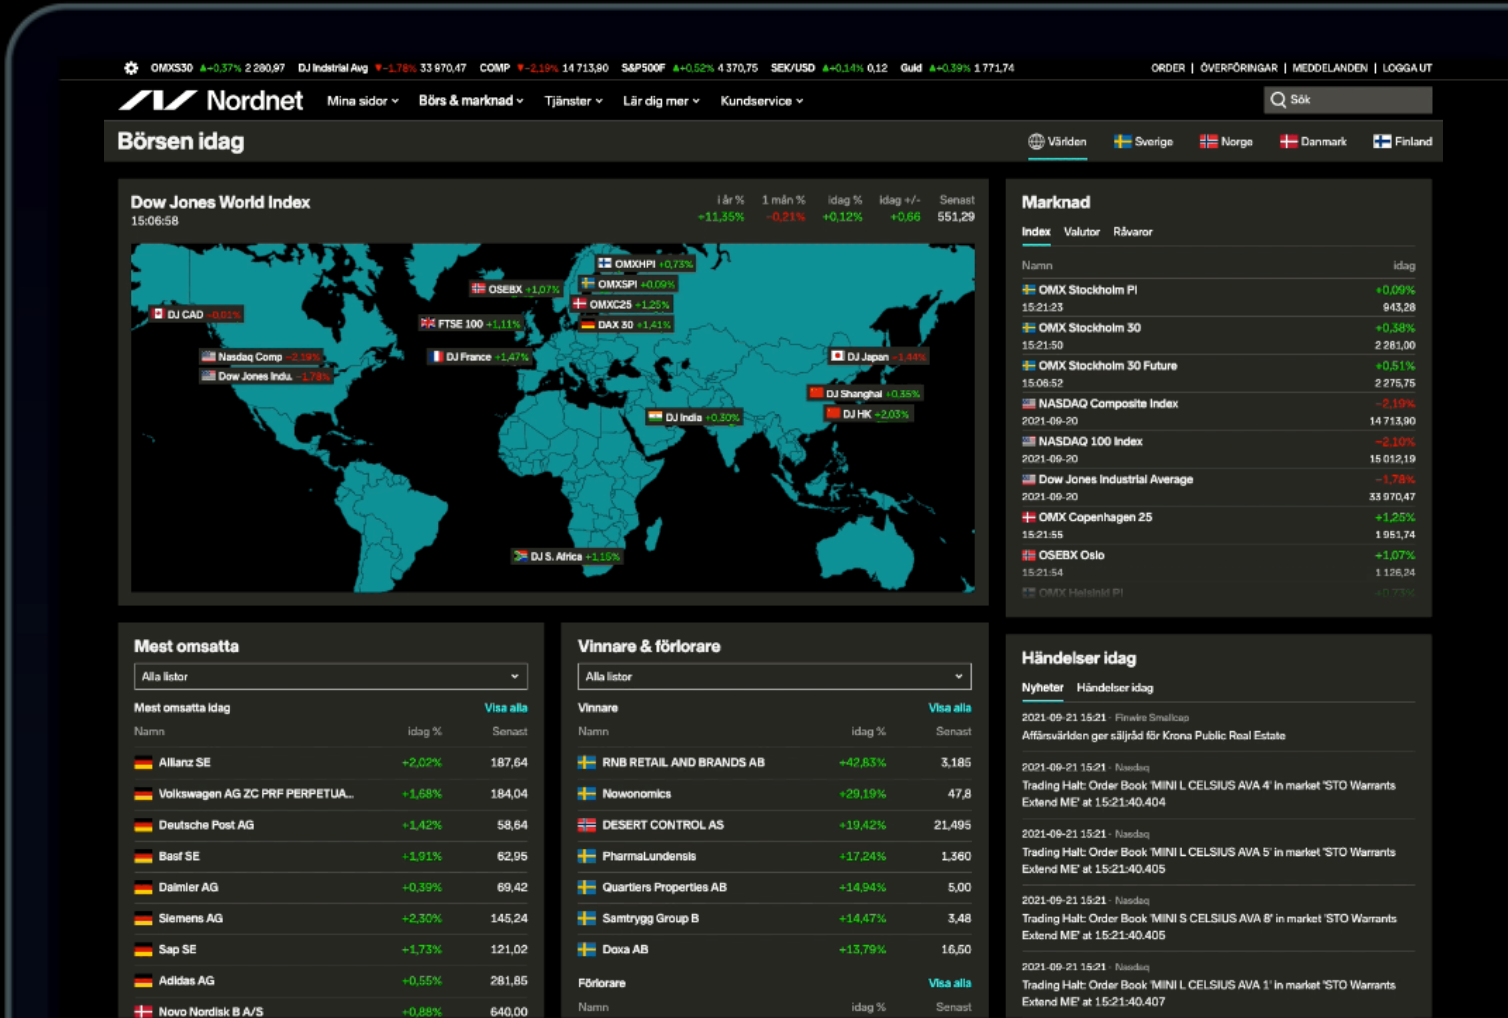 OMXS30 ▲+0,37% 2 280,97 DJ Indstrial Avg ▼-1,78% 33 970,47 COMP ▼-2,19% 14 713,90 S&P500F ▲+0,52% 4 370,75 SEK/USD ▲+0,14% 0,12 Guld ▲+0,39% 1 771,74
ORDER | ÖVERFÖRINGAR | MEDDELANDEN | LOGGA UT
Nordnet Mina sidor Börs & marknad Tjänster Lär dig mer Kundservice Sök
Börsen idag
Världen Sverige Norge Danmark Finland
Dow Jones World Index
15:06:58
i år % 1 mån % idag % idag +/- Senast
+11,35% -0,21% +0,12% +0,66 551,29
OMXHPI +0,73%
OSEBX +1,07% OMXSPI +0,09%
OMXC25 +1,25%
DJ CAD -0,01%
FTSE 100 +1,11% DAX 30 +1,41%
Nasdaq Comp -2,19% DJ France +1,47% DJ Japan -1,44%
Dow Jones Indu. -1,78%
DJ Shanghai +0,35%
DJ India +0,30% DJ HK +2,03%
DJ S. Africa +1,15%
Marknad
Index Valutor Råvaror
Namn idag
OMX Stockholm PI +0,09%
15:21:23 943,28
OMX Stockholm 30 +0,38%
15:21:50 2 281,00
OMX Stockholm 30 Future +0,51%
15:06:52 2 275,75
NASDAQ Composite Index -2,19%
2021-09-20 14 713,90
NASDAQ 100 Index -2,10%
2021-09-20 15 012,19
Dow Jones Industrial Average -1,78%
2021-09-20 33 970,47
OMX Copenhagen 25 +1,25%
15:21:55 1 951,74
OSEBX Oslo +1,07%
15:21:54 1 126,24
OMX Helsinki PI +0,73%
Mest omsatta
Alla listor
Mest omsatta idag Visa alla
Namn idag % Senast
Allianz SE +2,02% 187,64
Volkswagen AG ZC PRF PERPETUA... +1,68% 184,04
Deutsche Post AG +1,42% 58,64
Basf SE +1,91% 62,95
Daimler AG +0,39% 69,42
Siemens AG +2,30% 145,24
Sap SE +1,73% 121,02
Adidas AG +0,55% 281,85
Novo Nordisk B A/S +0,88% 640,00
Vinnare & förlorare
Alla listor
Vinnare Visa alla
Namn idag % Senast
RNB RETAIL AND BRANDS AB +42,83% 3,185
Nowonomics +29,19% 47,8
DESERT CONTROL AS +19,42% 21,495
PharmaLundensis +17,24% 1,360
Quartiers Properties AB +14,94% 5,00
Samtrygg Group B +14,47% 3,48
Doxa AB +13,79% 16,50
Förlorare Visa alla
Namn idag % Senast
Händelser idag
Nyheter Händelser idag
2021-09-21 15:21 · Finwire Smallcap
Affärsvärlden ger säljråd för Krona Public Real Estate
2021-09-21 15:21 · Nasdaq
Trading Halt: Order Book 'MINI L CELSIUS AVA 4' in market 'STO Warrants
Extend ME' at 15:21:40.404
2021-09-21 15:21 · Nasdaq
Trading Halt: Order Book 'MINI L CELSIUS AVA 5' in market 'STO Warrants
Extend ME' at 15:21:40.405
2021-09-21 15:21 · Nasdaq
Trading Halt: Order Book 'MINI S CELSIUS AVA 8' in market 'STO Warrants
Extend ME' at 15:21:40.405
2021-09-21 15:21 · Nasdaq
Trading Halt: Order Book 'MINI L CELSIUS AVA 1' in market 'STO Warrants
Extend ME' at 15:21:40.407